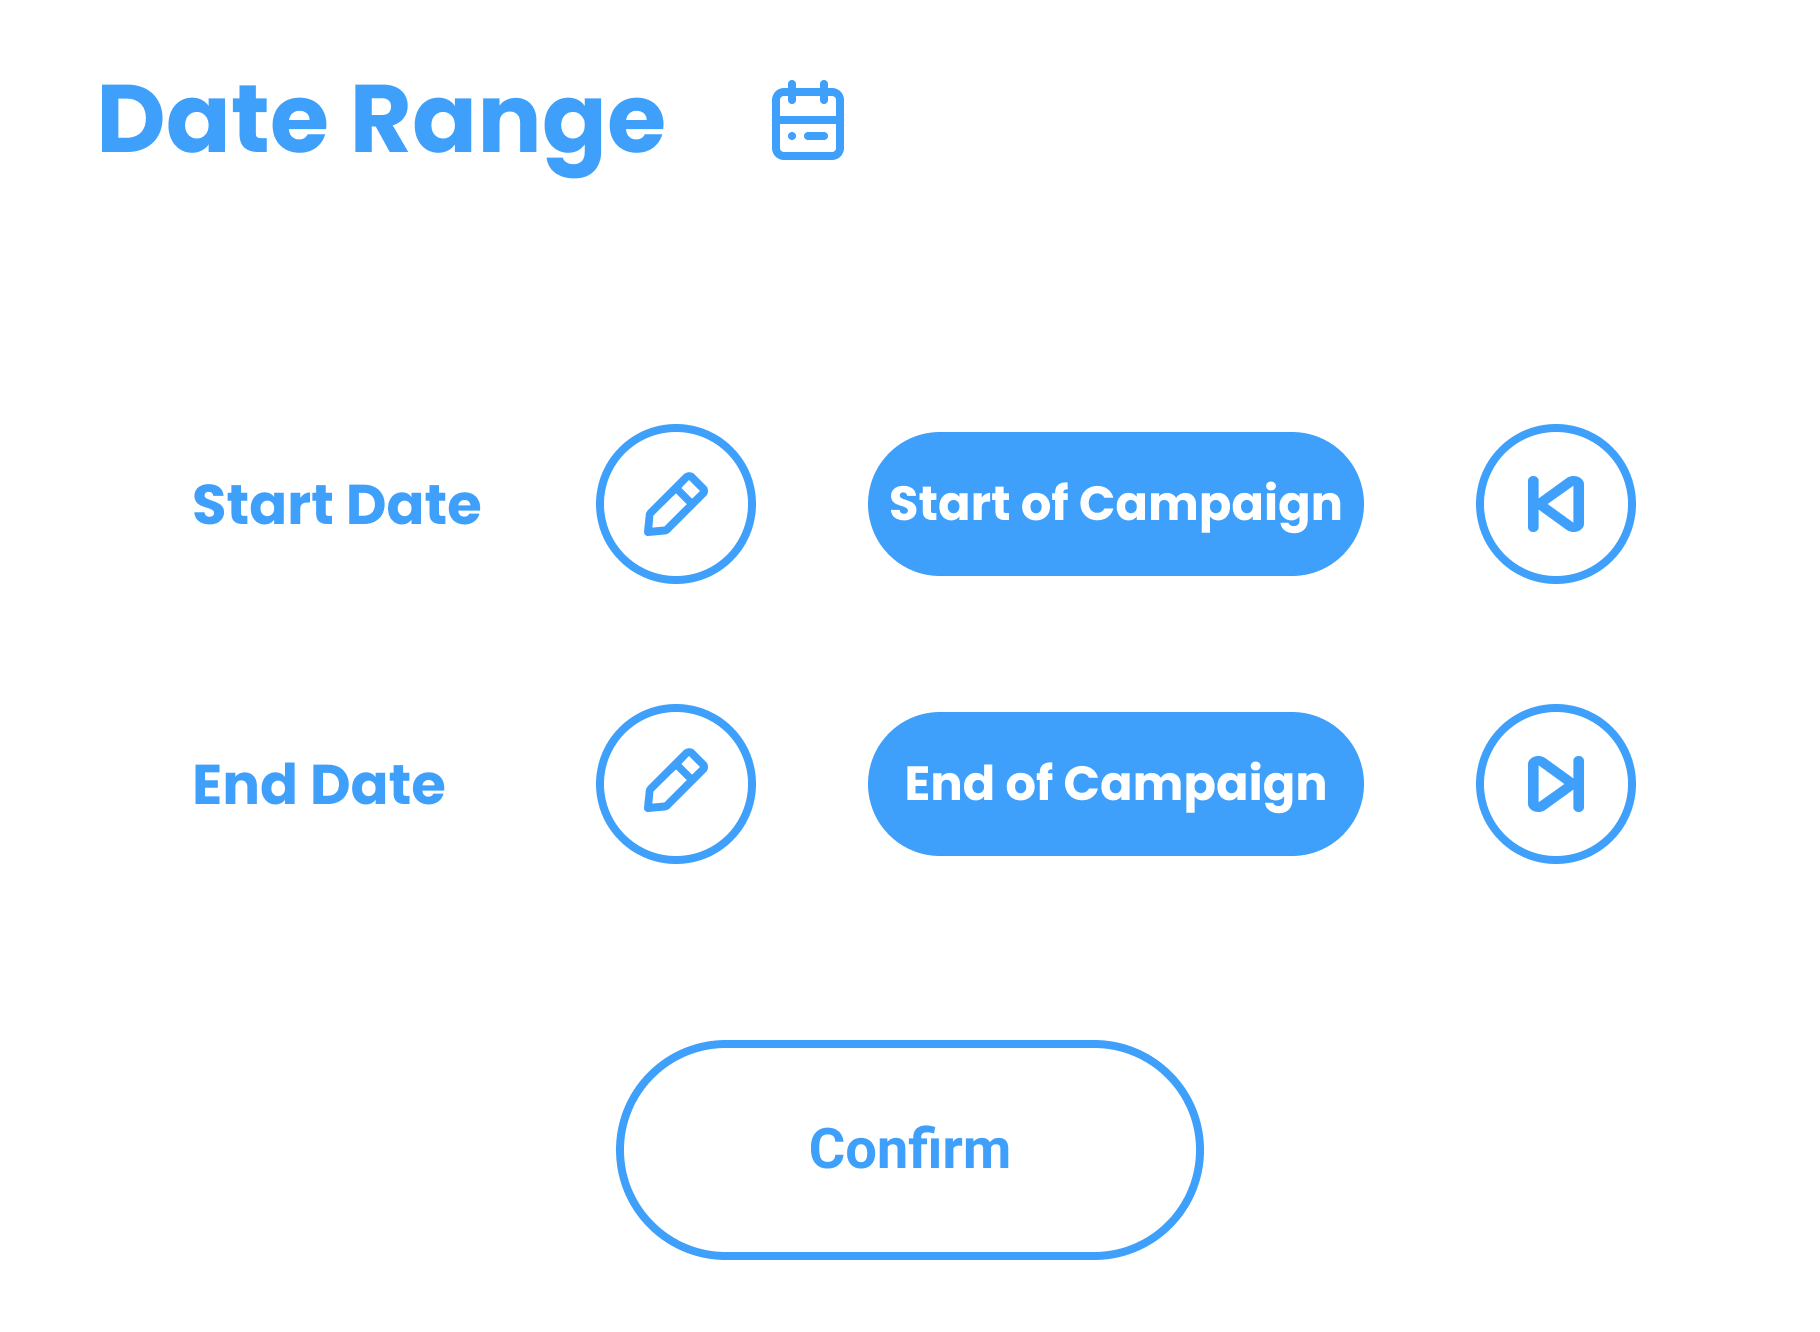 Date Range
Start Date
Start of Campaign
End Date
End of Campaign
Confirm